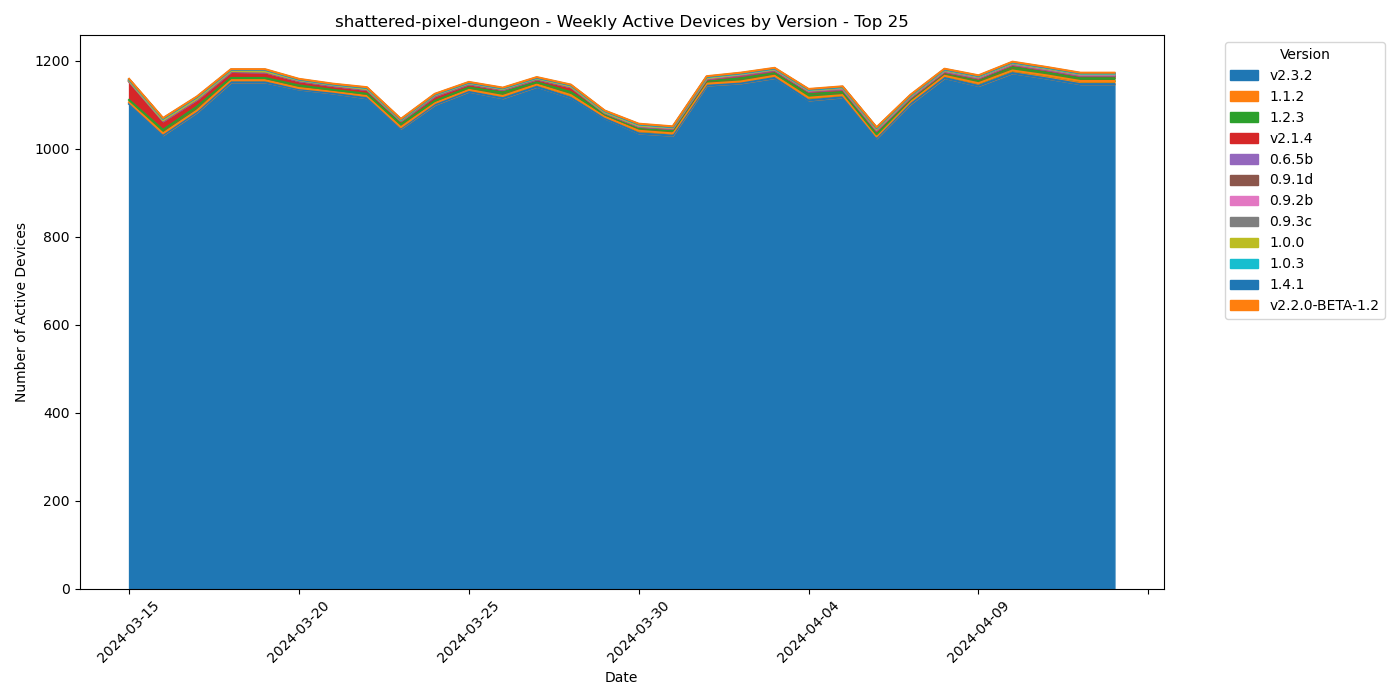 shattered-pixel-dungeon - Weekly Active Devices by Version - Top 25
Number of Active Devices
1200
1000
800
600
400
200
0
2024-03-15
2024-03-20
2024-03-25
2024-03-30
2024-04-04
2024-04-09
Date
Version
v2.3.2
1.1.2
1.2.3
v2.1.4
0.6.5b
0.9.1d
0.9.2b
0.9.3c
1.0.0
1.0.3
1.4.1
v2.2.0-BETA-1.2